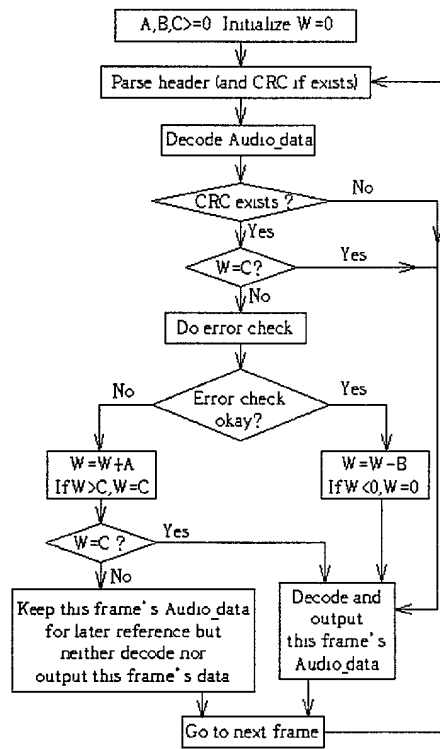 A,B,C>=0 Initialize W=0
Parse header (and CRC if exists)
Decode Audio_data
CRC exists ?
No
Yes
W=C?
Yes
No
Do error check
No
Error check
okay?
Yes
W=W+A
If W>C, W=C
W=W-B
If W<0, W=0
W=C ?
Yes
No
Keep this frame's Audio_data
for later reference but
neither decode nor
output this frame's data
Decode and
output
this frame's
Audio_data
Go to next frame